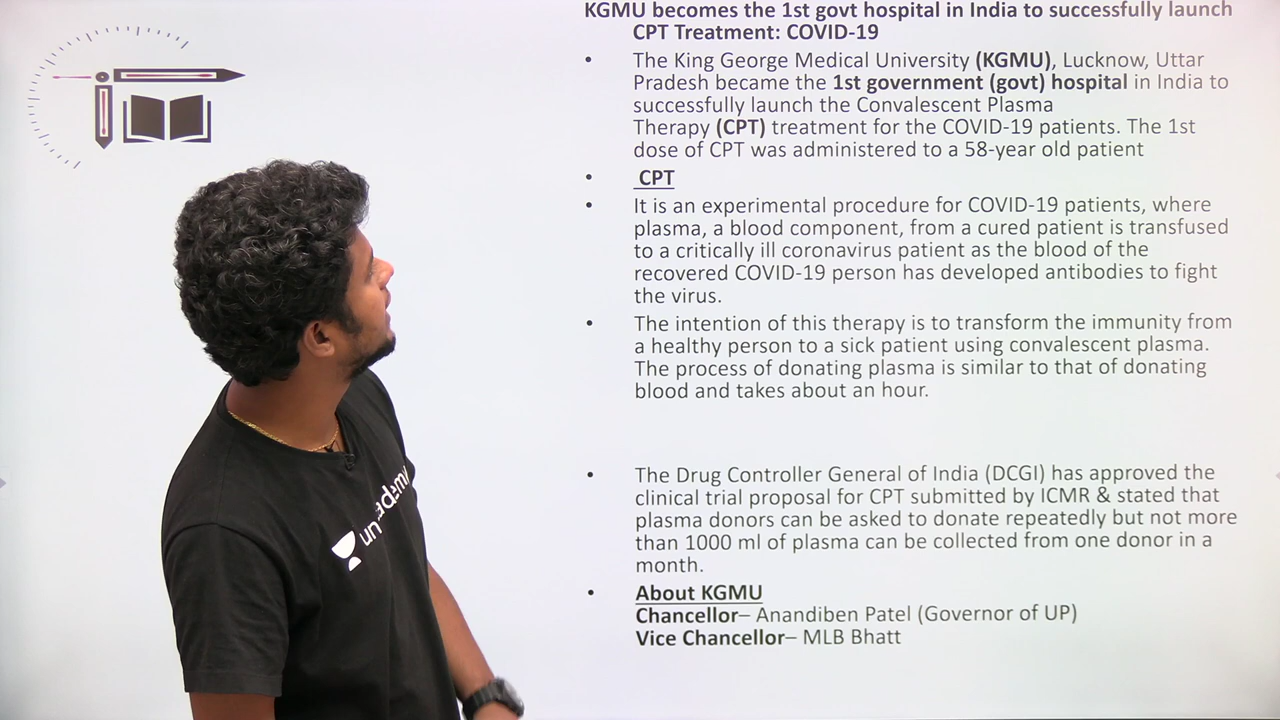 KGMU becomes the 1st govt hospital in India to successfully launch
CPT Treatment: COVID-19
• The King George Medical University (KGMU), Lucknow, Uttar
Pradesh became the 1st government (govt) hospital in India to
successfully launch the Convalescent Plasma
Therapy (CPT) treatment for the COVID-19 patients. The 1st
dose of CPT was administered to a 58-year old patient
• CPT
• It is an experimental procedure for COVID-19 patients, where
plasma, a blood component, from a cured patient is transfused
to a critically ill coronavirus patient as the blood of the
recovered COVID-19 person has developed antibodies to fight
the virus.
• The intention of this therapy is to transform the immunity from
a healthy person to a sick patient using convalescent plasma.
The process of donating plasma is similar to that of donating
blood and takes about an hour.
• The Drug Controller General of India (DCGI) has approved the
clinical trial proposal for CPT submitted by ICMR & stated that
plasma donors can be asked to donate repeatedly but not more
than 1000 ml of plasma can be collected from one donor in a
month.
• About KGMU
Chancellor– Anandiben Patel (Governor of UP)
Vice Chancellor– MLB Bhatt
unacademy